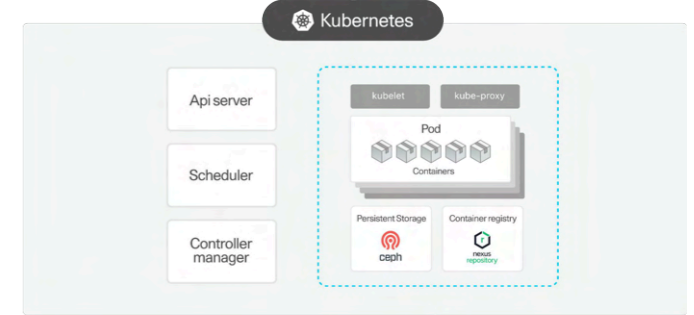 Kubernetes
Api server
Scheduler
Controller
manager
kubelet
kube-proxy
Pod
Containers
Persistent Storage
ceph
Container registry
r
nexus
repository